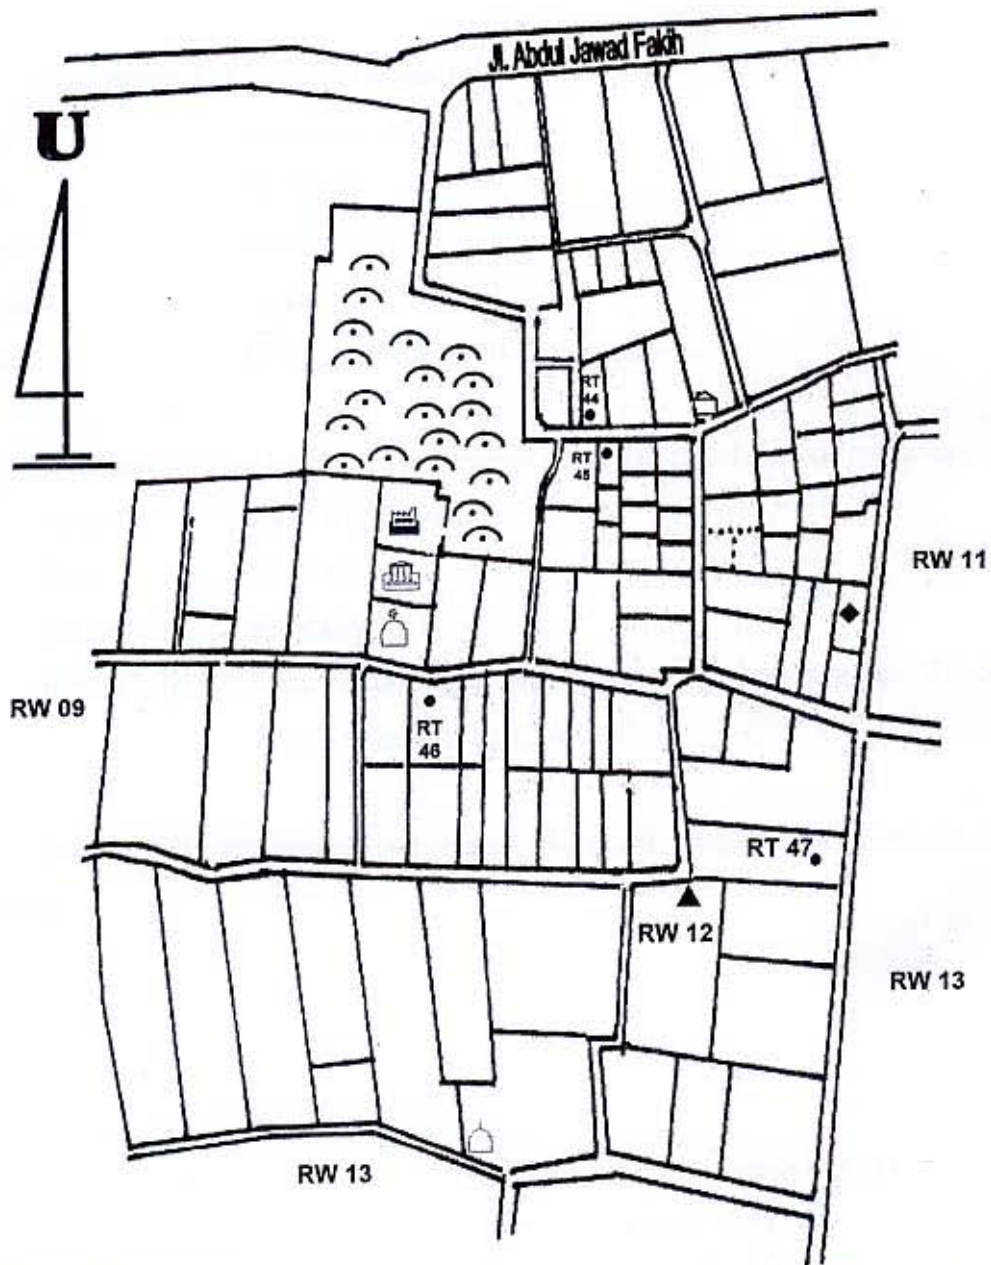 Jl. Abdul Jawad Fakih
U
RT
44
RT
45
RW 11
RW 09
RT
46
RT 47
RW 12
RW 13
RW 13